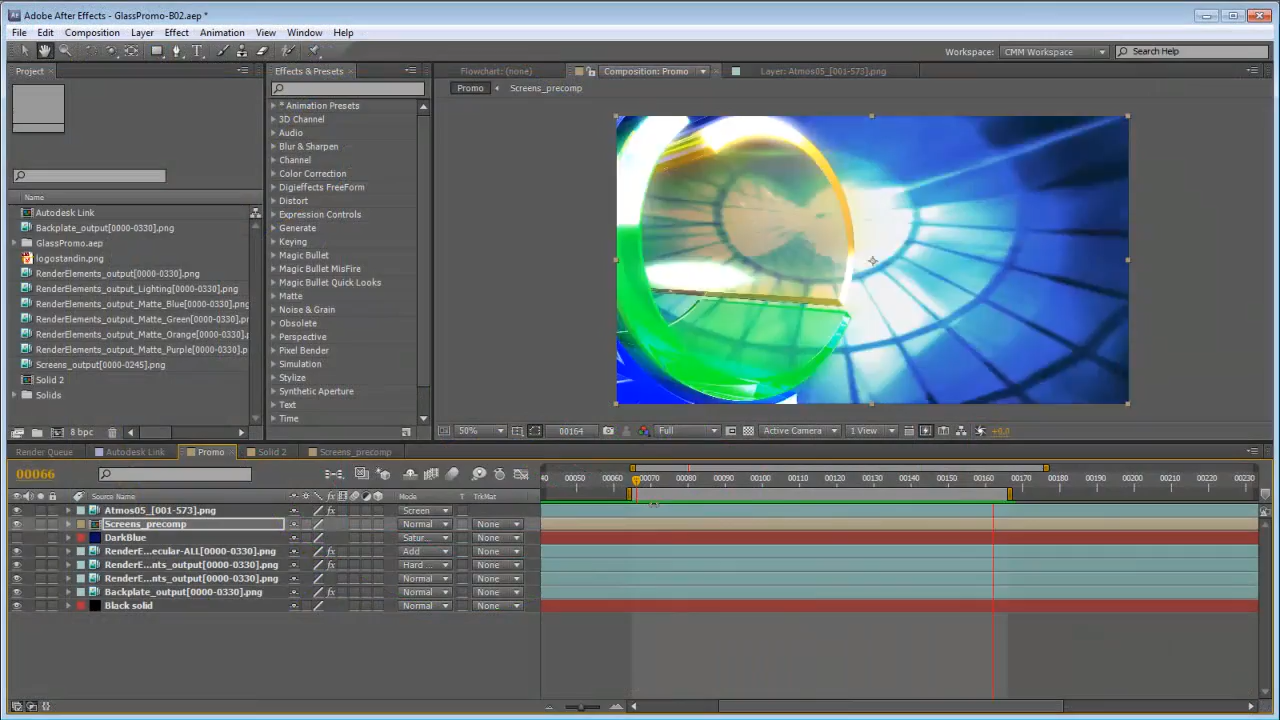 Adobe After Effects - GlassPromo-B02.aep *
File Edit Composition Layer Effect Animation View Window Help
Workspace: CMM Workspace Search Help
Project Effects & Presets Flowchart: (none) Composition: Promo Layer: Atmos05_[001-573].png
Promo Screens_precomp
* Animation Presets
3D Channel
Audio
Blur & Sharpen
Channel
Color Correction
Digieffects FreeForm
Distort
Expression Controls
Generate
Keying
Magic Bullet
Magic Bullet MisFire
Magic Bullet Quick Looks
Matte
Noise & Grain
Obsolete
Perspective
Pixel Bender
Simulation
Stylize
Synthetic Aperture
Text
Time
Name
Autodesk Link
Backplate_output[0000-0330].png
GlassPromo.aep
logostandin.png
RenderElements_output[0000-0330].png
RenderElements_output_Lighting[0000-0330].p
RenderElements_output_Matte_Blue[0000-0330]
RenderElements_output_Matte_Green[0000-033
RenderElements_output_Matte_Orange[0000-03
RenderElements_output_Matte_Purple[0000-033
Screens_output[0000-0245].png
Solid 2
Solids
8 bpc
50% 00164 Full Active Camera 1 View +0.0
Render Queue Autodesk Link Promo Solid 2 Screens_precomp
00066
40 00050 00060 00070 00080 00090 00100 00110 00120 00130 00140 00150 00160 00170 00180 00190 00200 00210 00220 00230
Source Name Mode T TrkMat
Atmos05_[001-573].png Screen
Screens_precomp Normal None
DarkBlue Satur... None
RenderE...ecular-ALL[0000-0330].png Add None
RenderE...nts_output[0000-0330].png Hard ... None
RenderE...nts_output[0000-0330].png Normal None
Backplate_output[0000-0330].png Normal None
Black solid Normal None